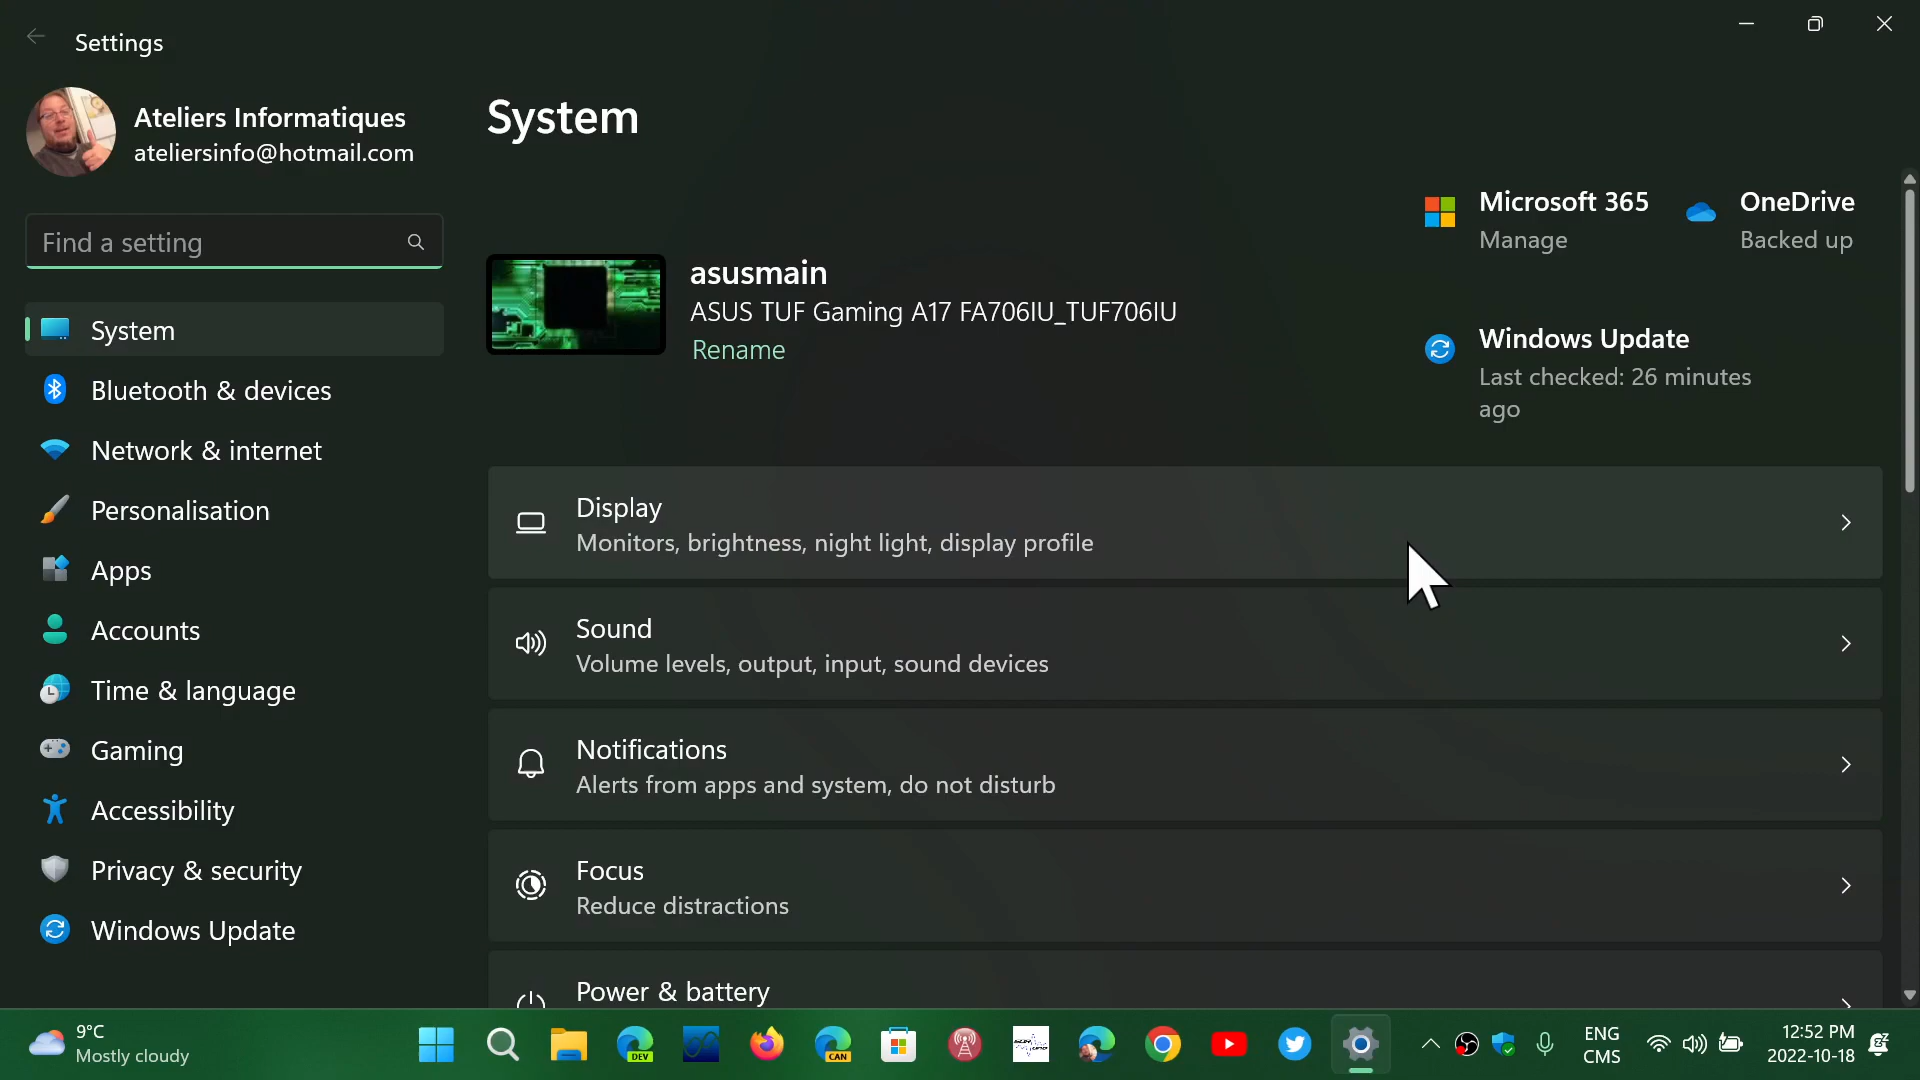 Settings
Ateliers Informatiques
ateliersinfo@hotmail.com
Find a setting
System
Bluetooth & devices
Network & internet
Personalisation
Apps
Accounts
Time & language
Gaming
Accessibility
Privacy & security
Windows Update
System
asusmain
ASUS TUF Gaming A17 FA706IU_TUF706IU
Rename
Microsoft 365
Manage
OneDrive
Backed up
Windows Update
Last checked: 26 minutes
ago
Display
Monitors, brightness, night light, display profile
Sound
Volume levels, output, input, sound devices
Notifications
Alerts from apps and system, do not disturb
Focus
Reduce distractions
Power & battery
9°C
Mostly cloudy
DEV
CAN
ENG
CMS
12:52 PM
2022-10-18